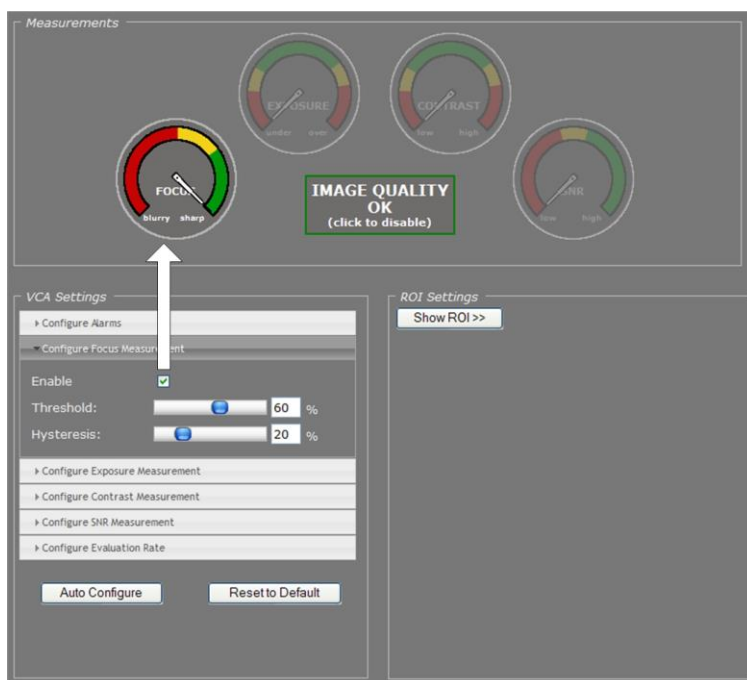 Measurements
EXPOSURE
under over
CONTRAST
low high
FOCUS
blurry sharp
IMAGE QUALITY
OK
(click to disable)
SNR
low high
VCA Settings
Configure Alarms
Configure Focus Measurement
Enable
Threshold: 60 %
Hysteresis: 20 %
Configure Exposure Measurement
Configure Contrast Measurement
Configure SNR Measurement
Configure Evaluation Rate
Auto Configure Reset to Default
ROI Settings
Show ROI >>